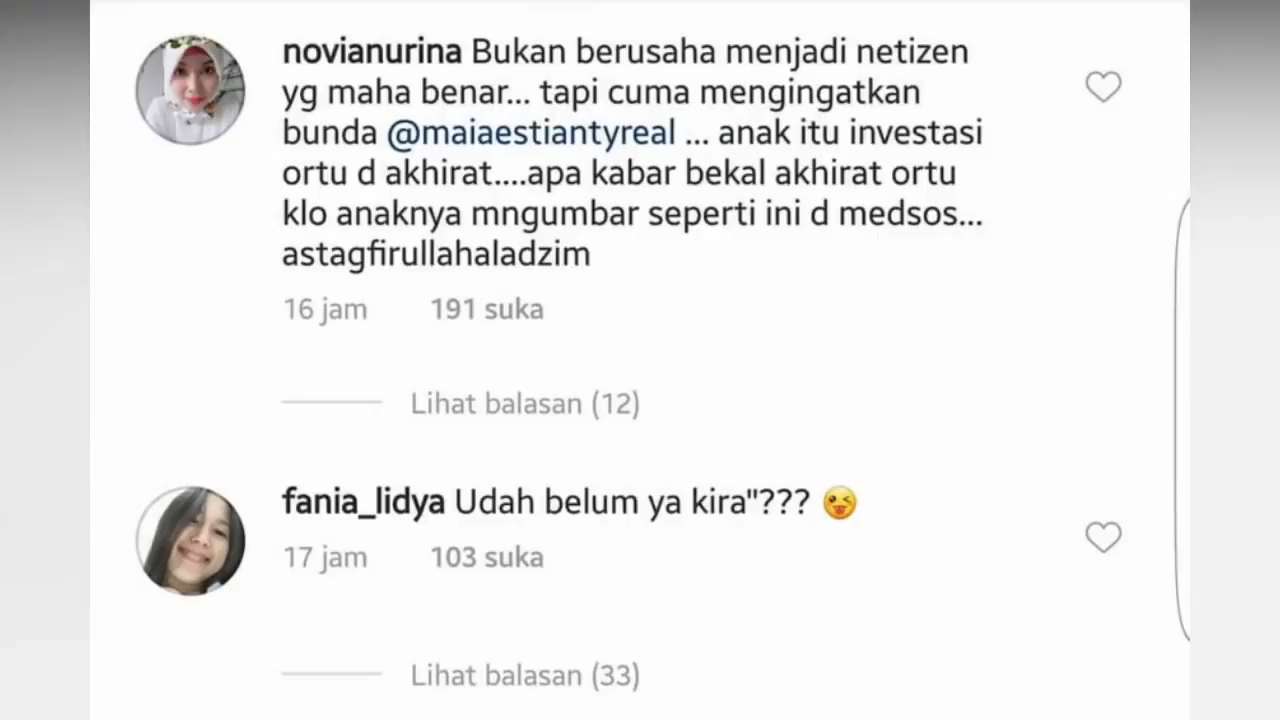 novianurina Bukan berusaha menjadi netizen
yg maha benar... tapi cuma mengingatkan
bunda @maiaestiantyreal ... anak itu investasi
ortu d akhirat....apa kabar bekal akhirat ortu
klo anaknya mngumbar seperti ini d medsos...
astagfirullahaladzim
16 jam 191 suka
Lihat balasan (12)
fania_lidya Udah belum ya kira"??? 😜
17 jam 103 suka
Lihat balasan (33)